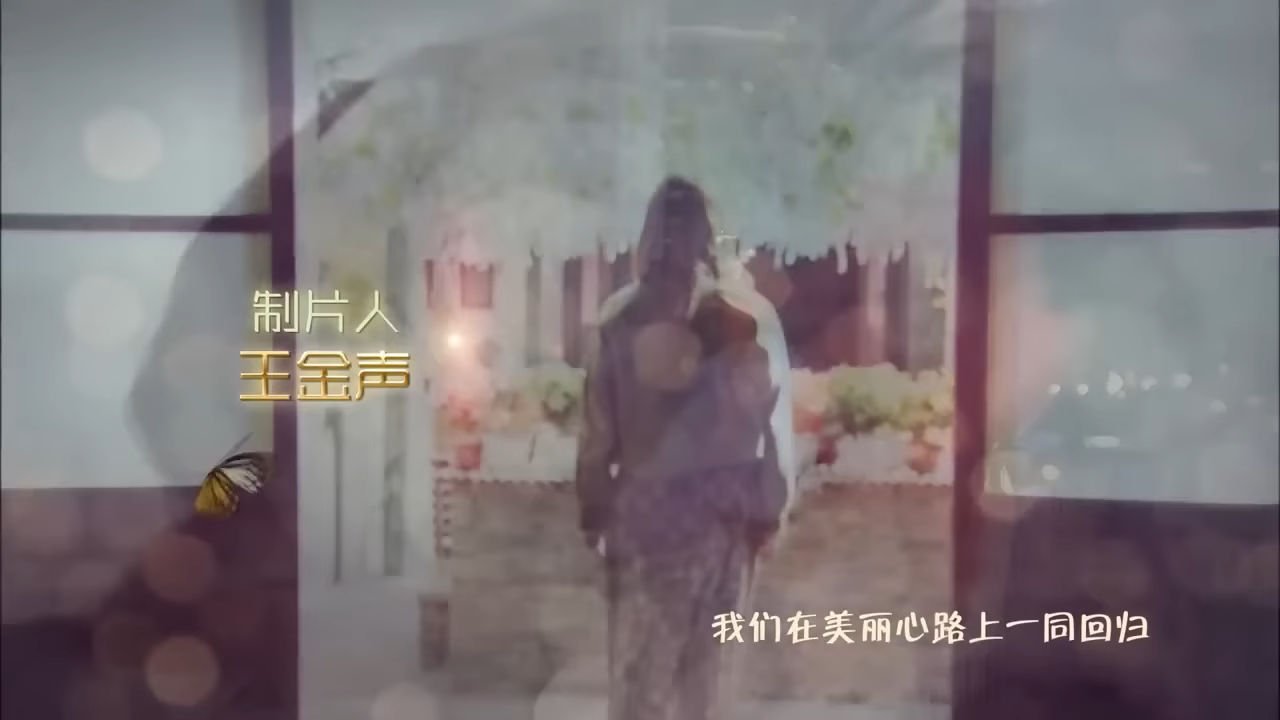 制片人
王金声
我们在美丽心路上一同回归